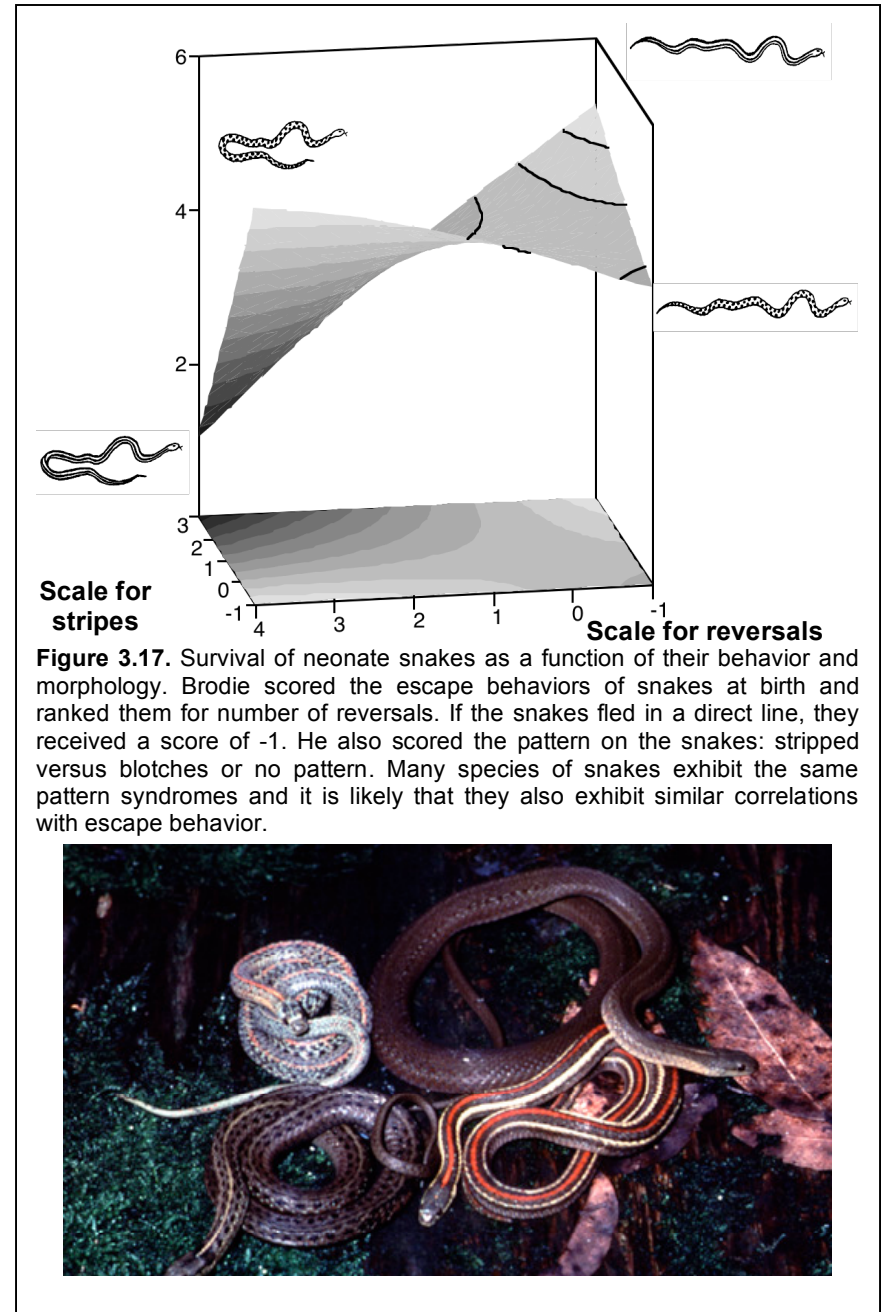 6
4
2
3
2
1
0
-1
4
3
2
1
0
-1
Scale for
stripes
Scale for reversals
Figure 3.17. Survival of neonate snakes as a function of their behavior and
morphology. Brodie scored the escape behaviors of snakes at birth and
ranked them for number of reversals. If the snakes fled in a direct line, they
received a score of -1. He also scored the pattern on the snakes: stripped
versus blotches or no pattern. Many species of snakes exhibit the same
pattern syndromes and it is likely that they also exhibit similar correlations
with escape behavior.